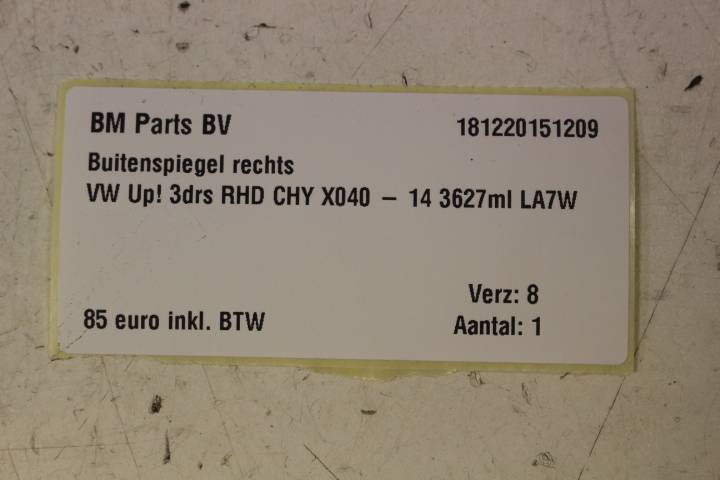 BM Parts BV 181220151209
Buitenspiegel rechts
VW Up! 3drs RHD CHY X040 – 14 3627ml LA7W
Verz: 8
85 euro inkl. BTW Aantal: 1